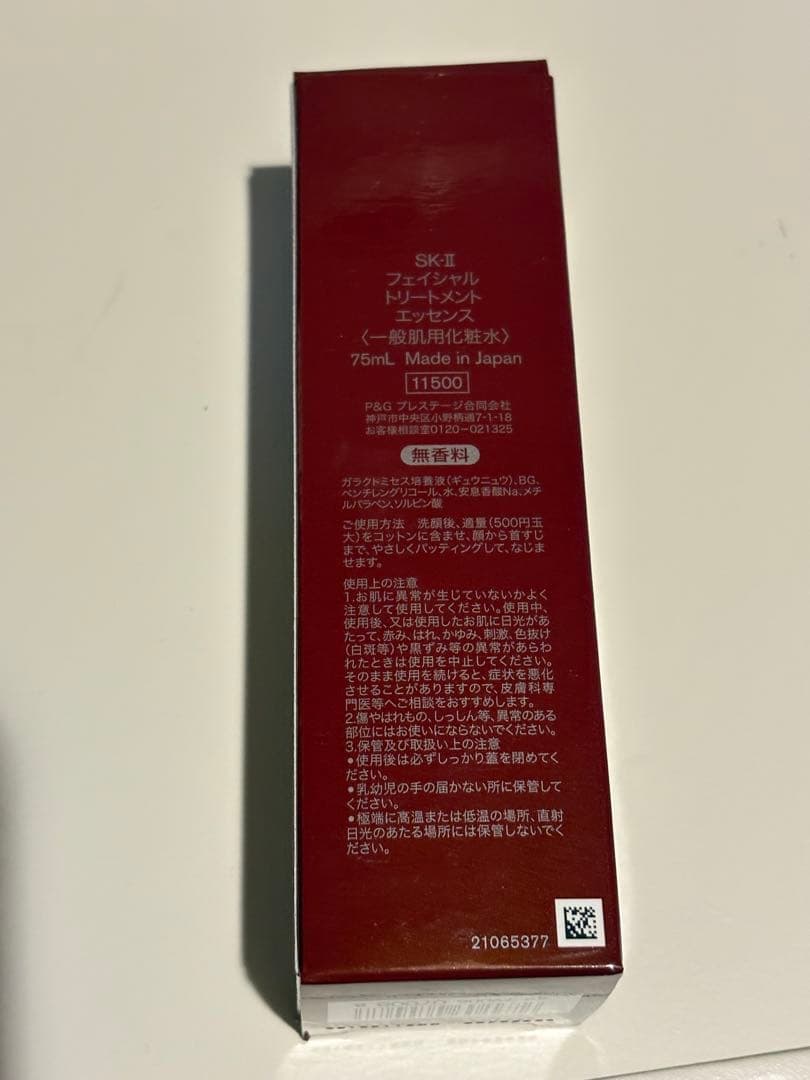 SK-Ⅱ
フェイシャル
トリートメント
エッセンス
〈一般肌用化粧水〉
75mL Made in Japan
11500
P&G プレステージ合同会社
神戸市中央区小野柄通7-1-18
お客様相談室0120-021325
無香料
ガラクトミセス培養液(ギュウニュウ)、BG、
ペンチレングリコール、水、安息香酸Na、メチ
ルパラベン、ソルビン酸
ご使用方法 洗顔後、適量(500円玉
大)をコットンに含ませ、顔から首すじ
まで、やさしくパッティングして、なじま
せます。
使用上の注意
1.お肌に異常が生じていないかよく
注意して使用してください。使用中、
使用後、又は使用したお肌に日光があ
たって、赤み、はれ、かゆみ、刺激、色抜け
(白斑等)や黒ずみ等の異常があらわ
れたときは使用を中止してください。
そのまま使用を続けると、症状を悪化
させることがありますので、皮膚科専
門医等へご相談をおすすめします。
2.傷やはれもの、しっしん等、異常のある
部位にはお使いにならないでください。
3.保管及び取扱い上の注意
●使用後は必ずしっかり蓋を閉めてく
ださい。
●乳幼児の手の届かない所に保管して
ください。
●極端に高温または低温の場所、直射
日光のあたる場所には保管しないでく
ださい。
21065377